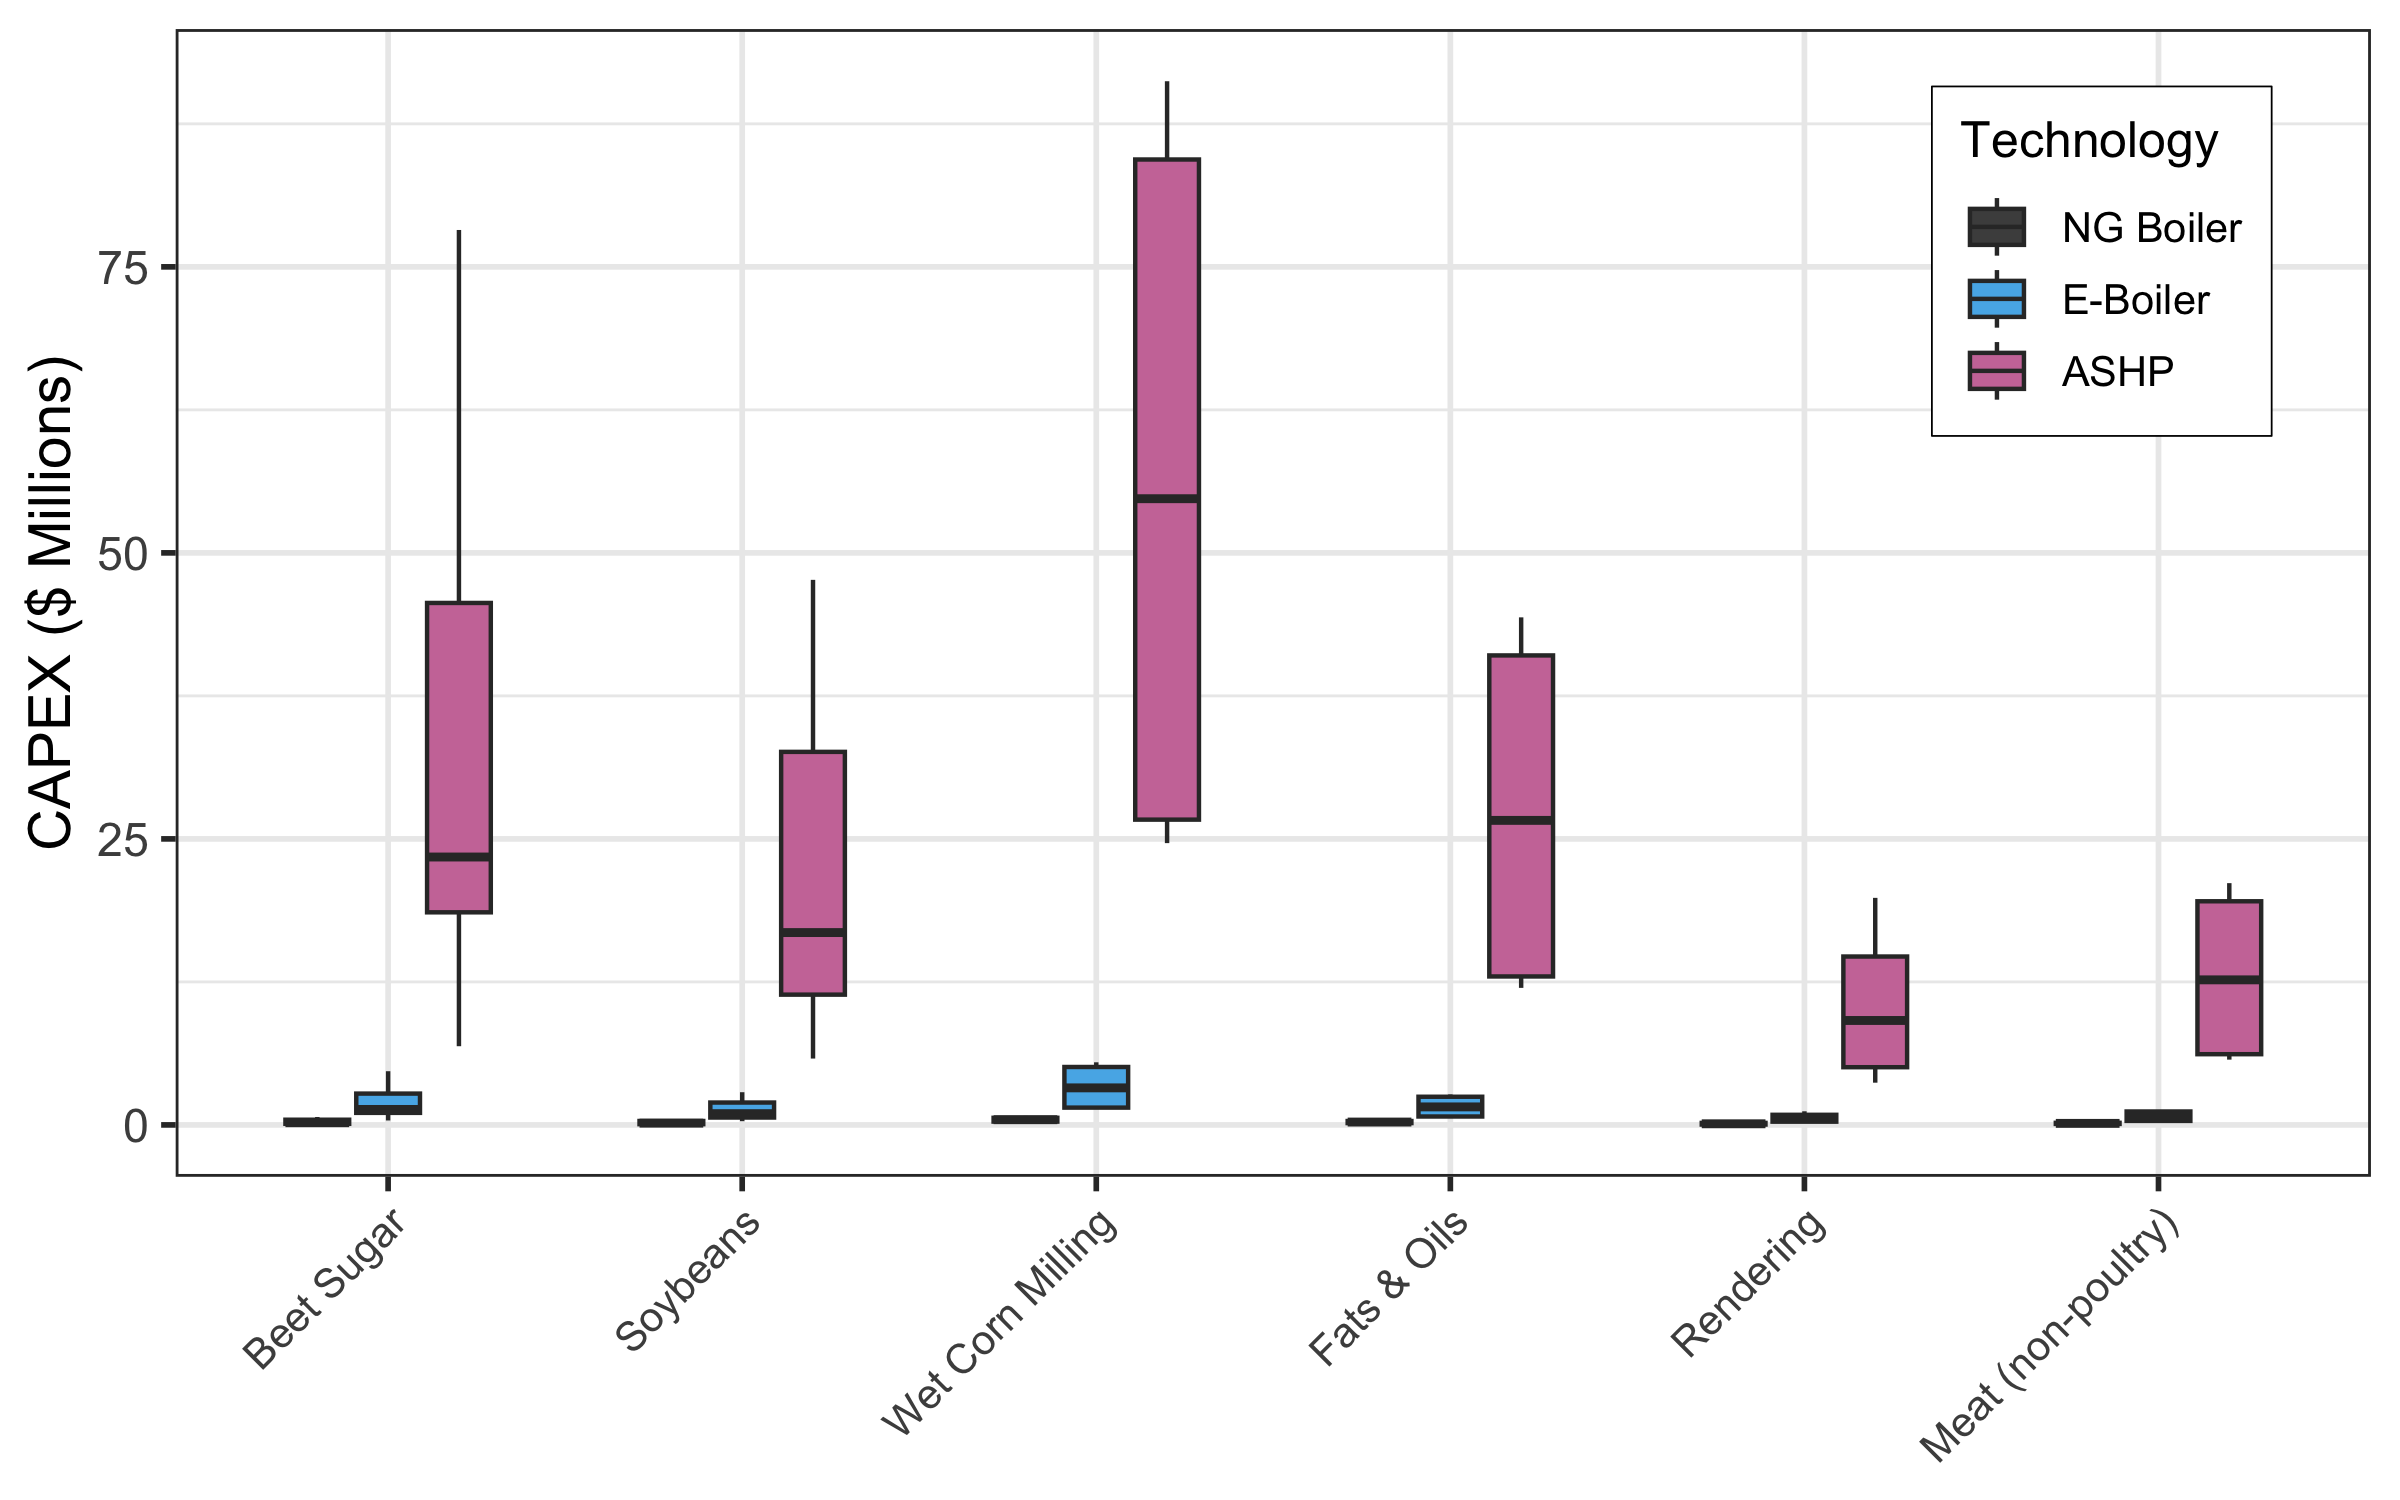 CAPEX ($ Millions)
75
50
25
0
Technology
NG Boiler
E-Boiler
ASHP
Beet Sugar
Soybeans
Wet Corn Milling
Fats & Oils
Rendering
Meat (non-poultry)